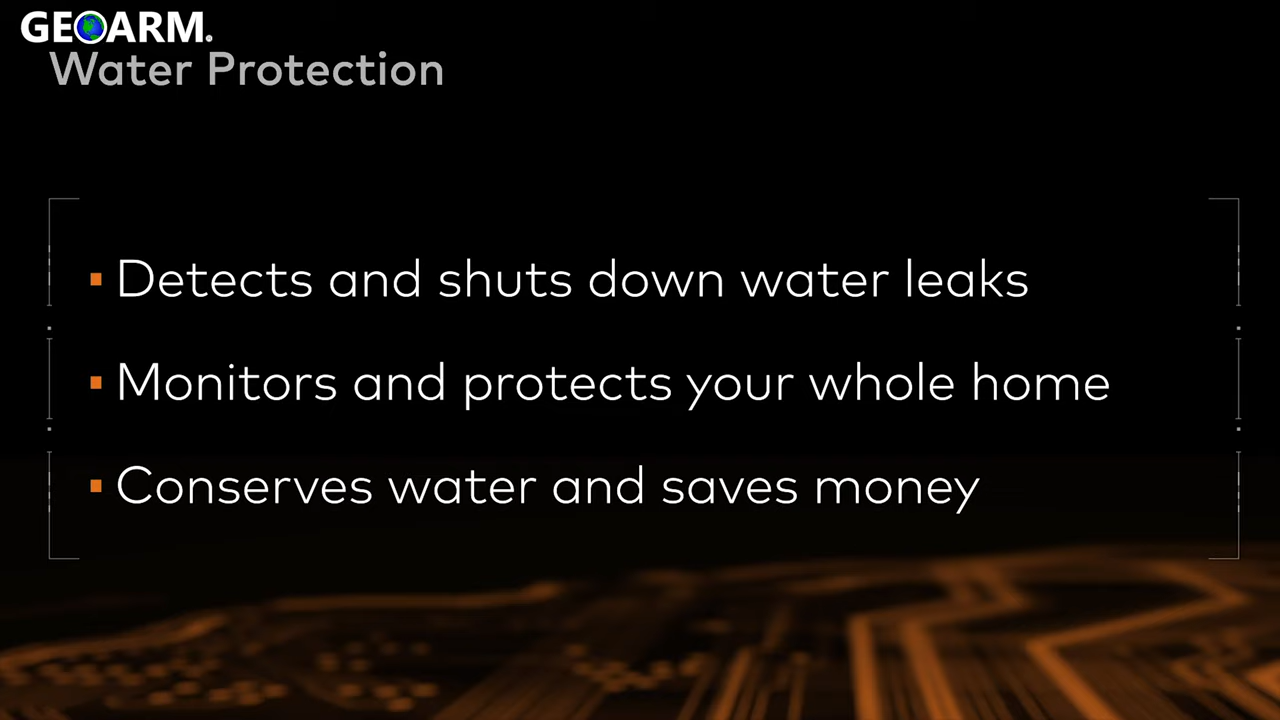 GEOARM.
Water Protection
Detects and shuts down water leaks
Monitors and protects your whole home
Conserves water and saves money